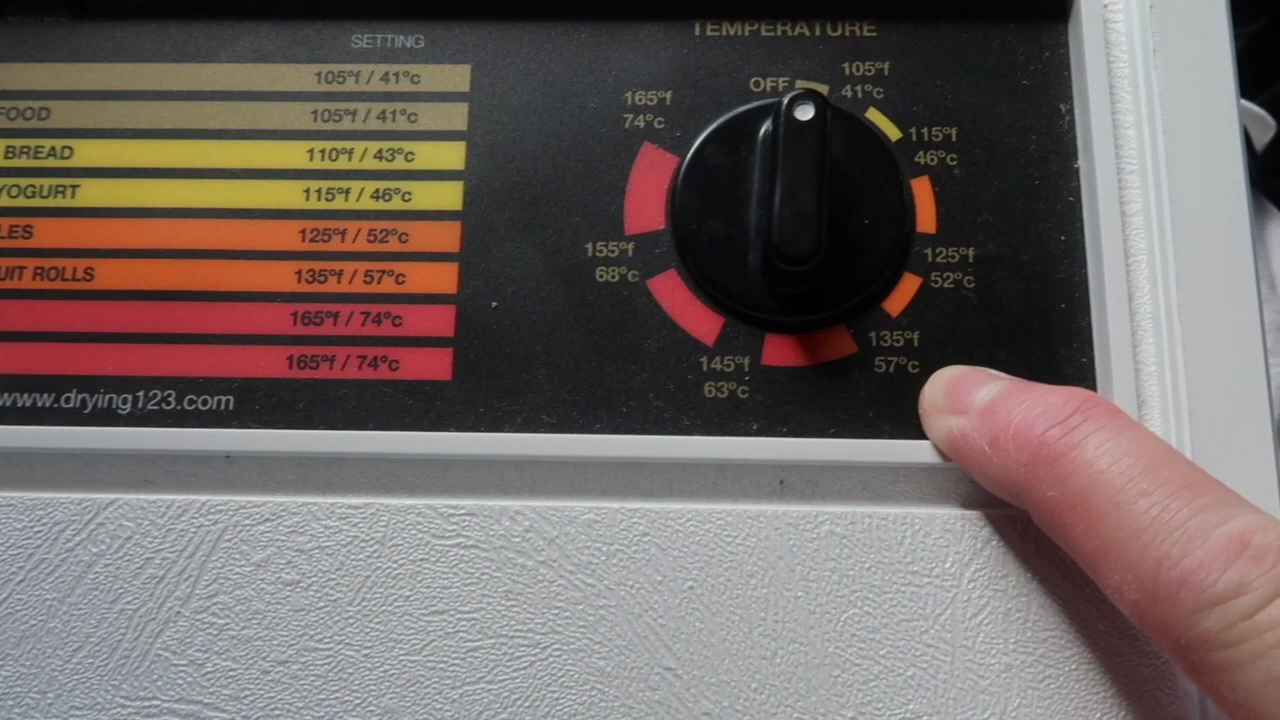 TEMPERATURE
SETTING
105°f / 41°c
FOOD 105°f / 41°c
BREAD 110°f / 43°c
YOGURT 115°f / 46°c
LES 125°f / 52°c
UIT ROLLS 135°f / 57°c
165°f / 74°c
165°f / 74°c
www.drying123.com
OFF
105°f
41°c
115°f
46°c
125°f
52°c
135°f
57°c
145°f
63°c
155°f
68°c
165°f
74°c